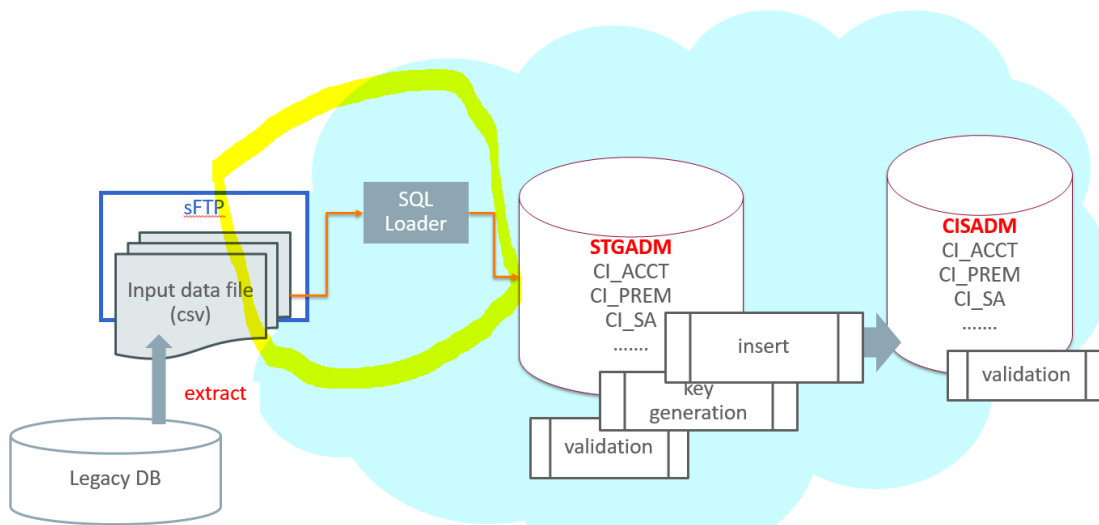 sFTP
Input data file
(csv)
extract
Legacy DB
SQL
Loader
STGADM
CI_ACCT
CI_PREM
CI_SA
.......
insert
key
generation
validation
CISADM
CI_ACCT
CI_PREM
CI_SA
.......
validation